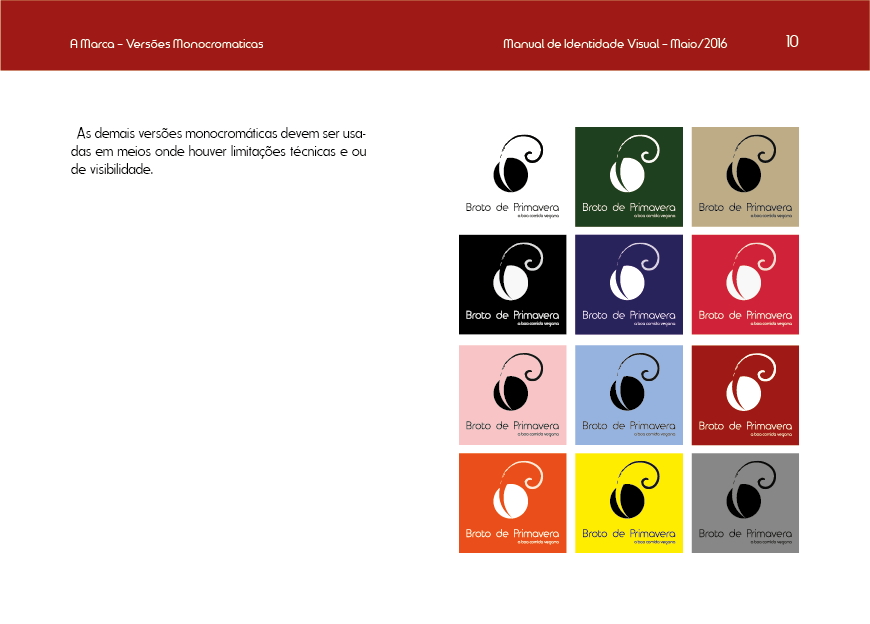 A Marca – Versões Monocromaticas
Manual de Identidade Visual – Maio/2016
10
As demais versões monocromáticas devem ser usa-
das em meios onde houver limitações técnicas e ou
de visibilidade.
Broto de Primavera
a boa comida vegana
Broto de Primavera
a boa comida vegana
Broto de Primavera
a boa comida vegana
Broto de Primavera
a boa comida vegana
Broto de Primavera
a boa comida vegana
Broto de Primavera
a boa comida vegana
Broto de Primavera
a boa comida vegana
Broto de Primavera
a boa comida vegana
Broto de Primavera
a boa comida vegana
Broto de Primavera
a boa comida vegana
Broto de Primavera
a boa comida vegana
Broto de Primavera
a boa comida vegana